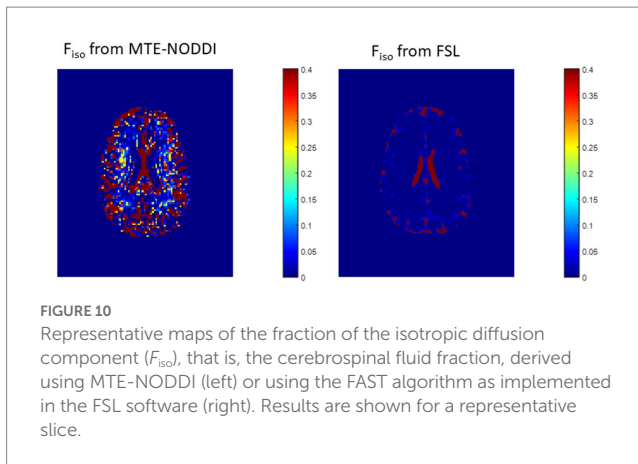 F_iso from MTE-NODDI
F_iso from FSL
0.4
0.35
0.3
0.25
0.2
0.15
0.1
0.05
0
0.4
0.35
0.3
0.25
0.2
0.15
0.1
0.05
0
FIGURE 10
Representative maps of the fraction of the isotropic diffusion
component (F_iso), that is, the cerebrospinal fluid fraction, derived
using MTE-NODDI (left) or using the FAST algorithm as implemented
in the FSL software (right). Results are shown for a representative
slice.